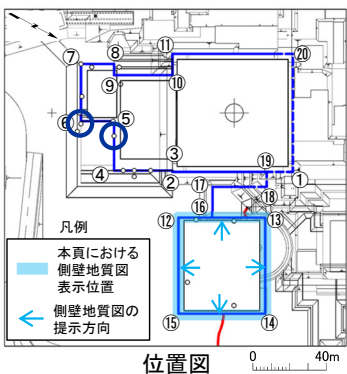 ⑪
⑧
⑦
⑳
⑨
⑩
⑥
⑤
③
⑲
④
②
①
⑰
⑱
⑯
⑫
⑬
凡例
本頁における
側壁地質図
表示位置
側壁地質図の
提示方向
⑮
⑭
位置図
0
40m